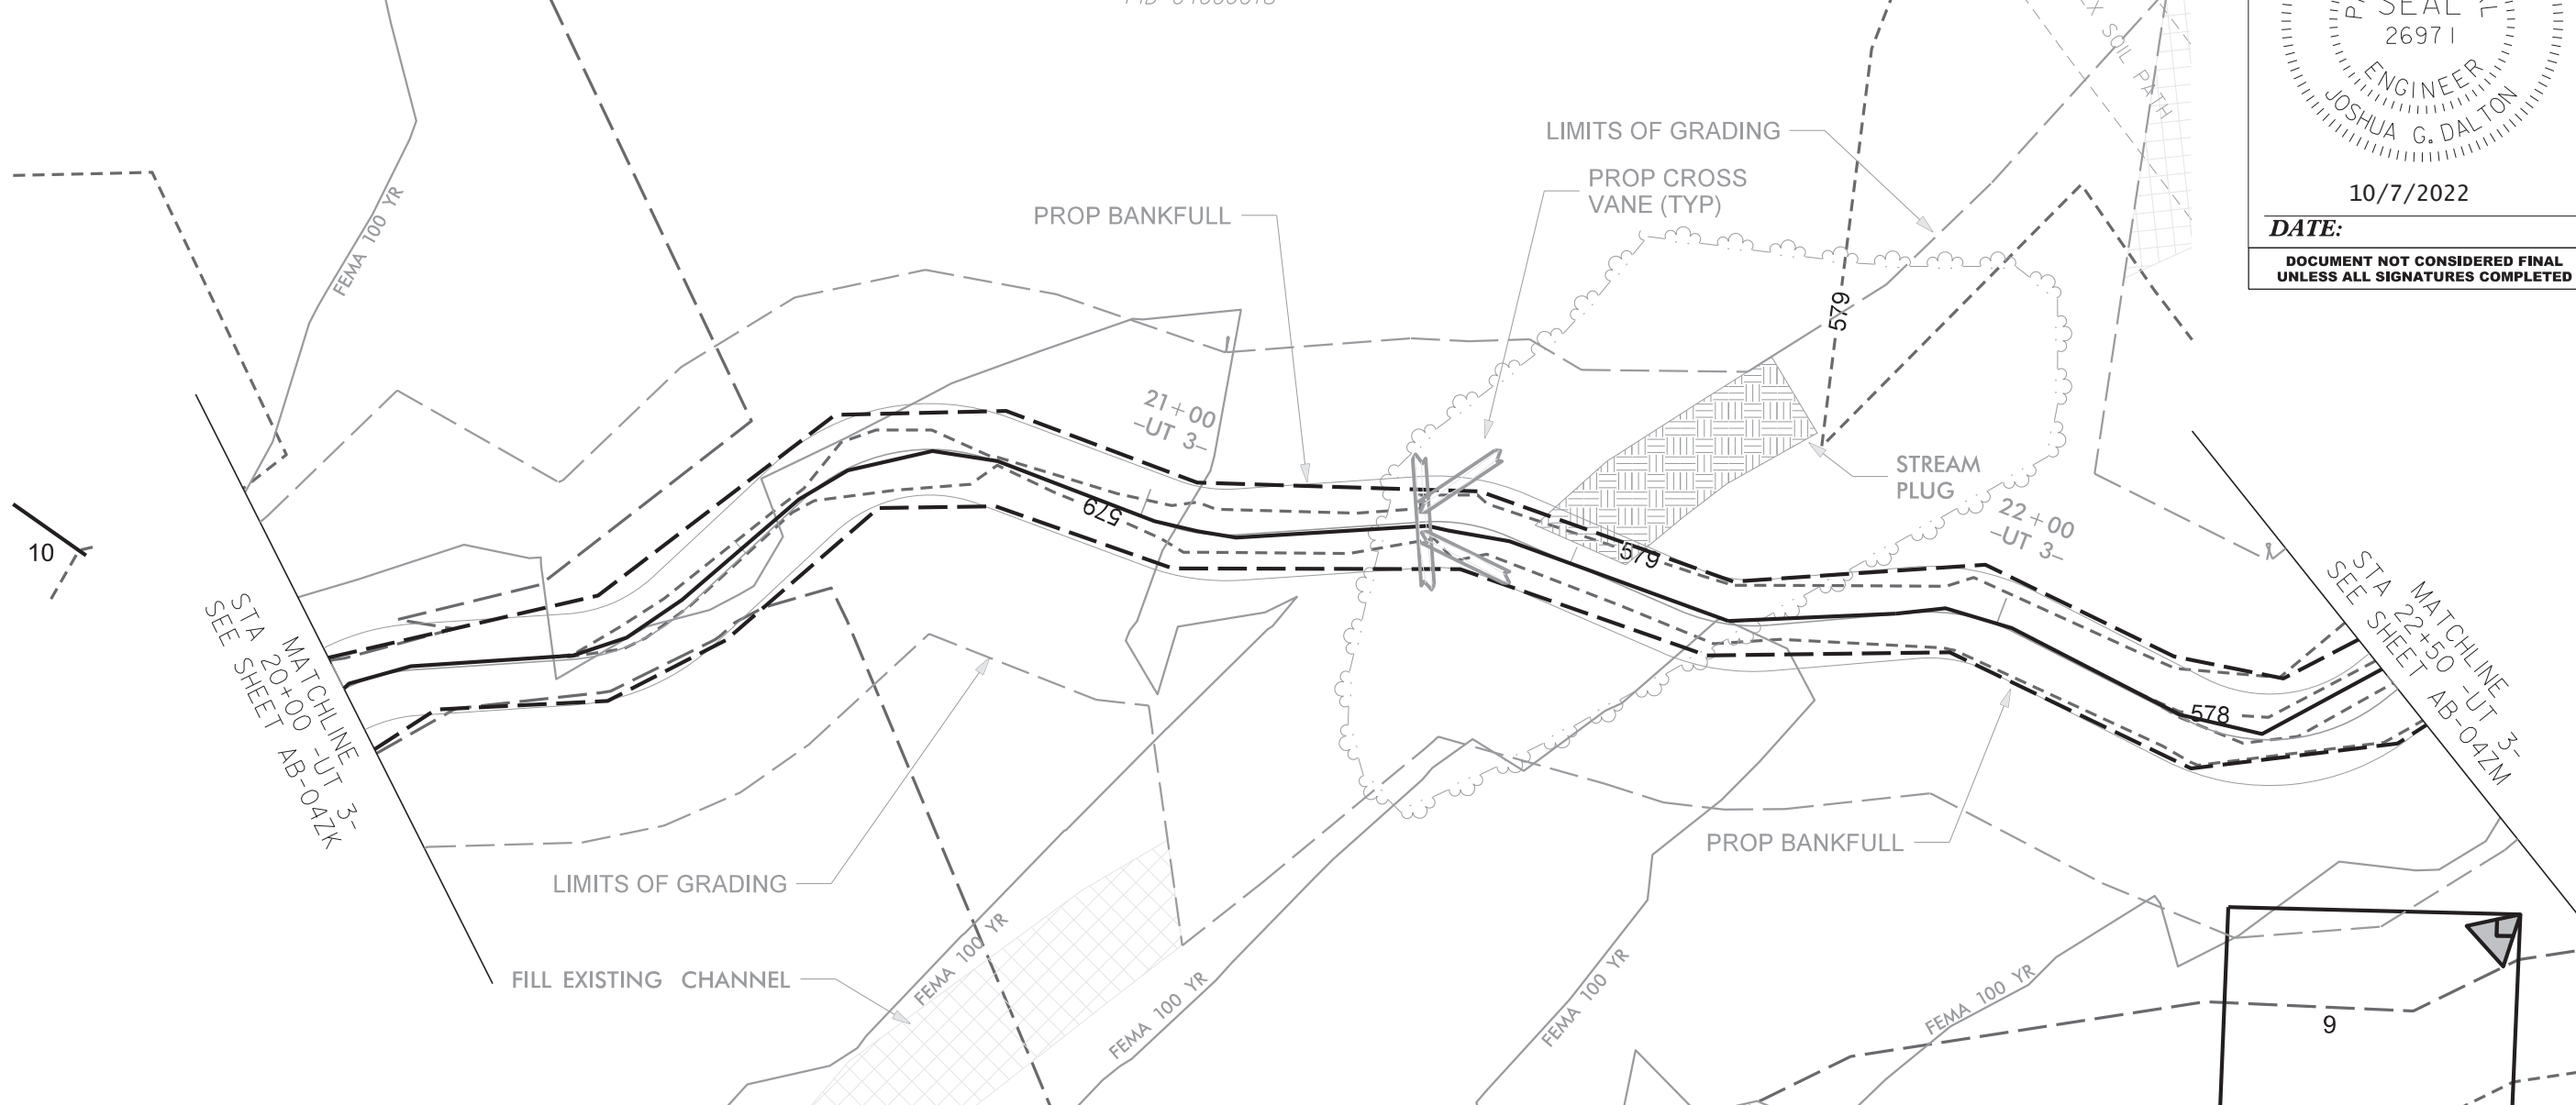 SEAL
26971
ENGINEER
JOSHUA G. DALTON
10/7/2022
DATE:
DOCUMENT NOT CONSIDERED FINAL
UNLESS ALL SIGNATURES COMPLETED
SOIL PATH
LIMITS OF GRADING
PROP CROSS
VANE (TYP)
PROP BANKFULL
FEMA 100 YR
579
21+00
-UT 3-
STREAM
PLUG
22+00
-UT 3-
579
579
10
MATCHLINE
STA 20+00 -UT 3-
SEE SHEET AB-04ZK
MATCHLINE
STA 22+50 -UT 3-
SEE SHEET AB-04ZM
578
PROP BANKFULL
LIMITS OF GRADING
FILL EXISTING CHANNEL
FEMA 100 YR
FEMA 100 YR
FEMA 100 YR
FEMA 100 YR
9